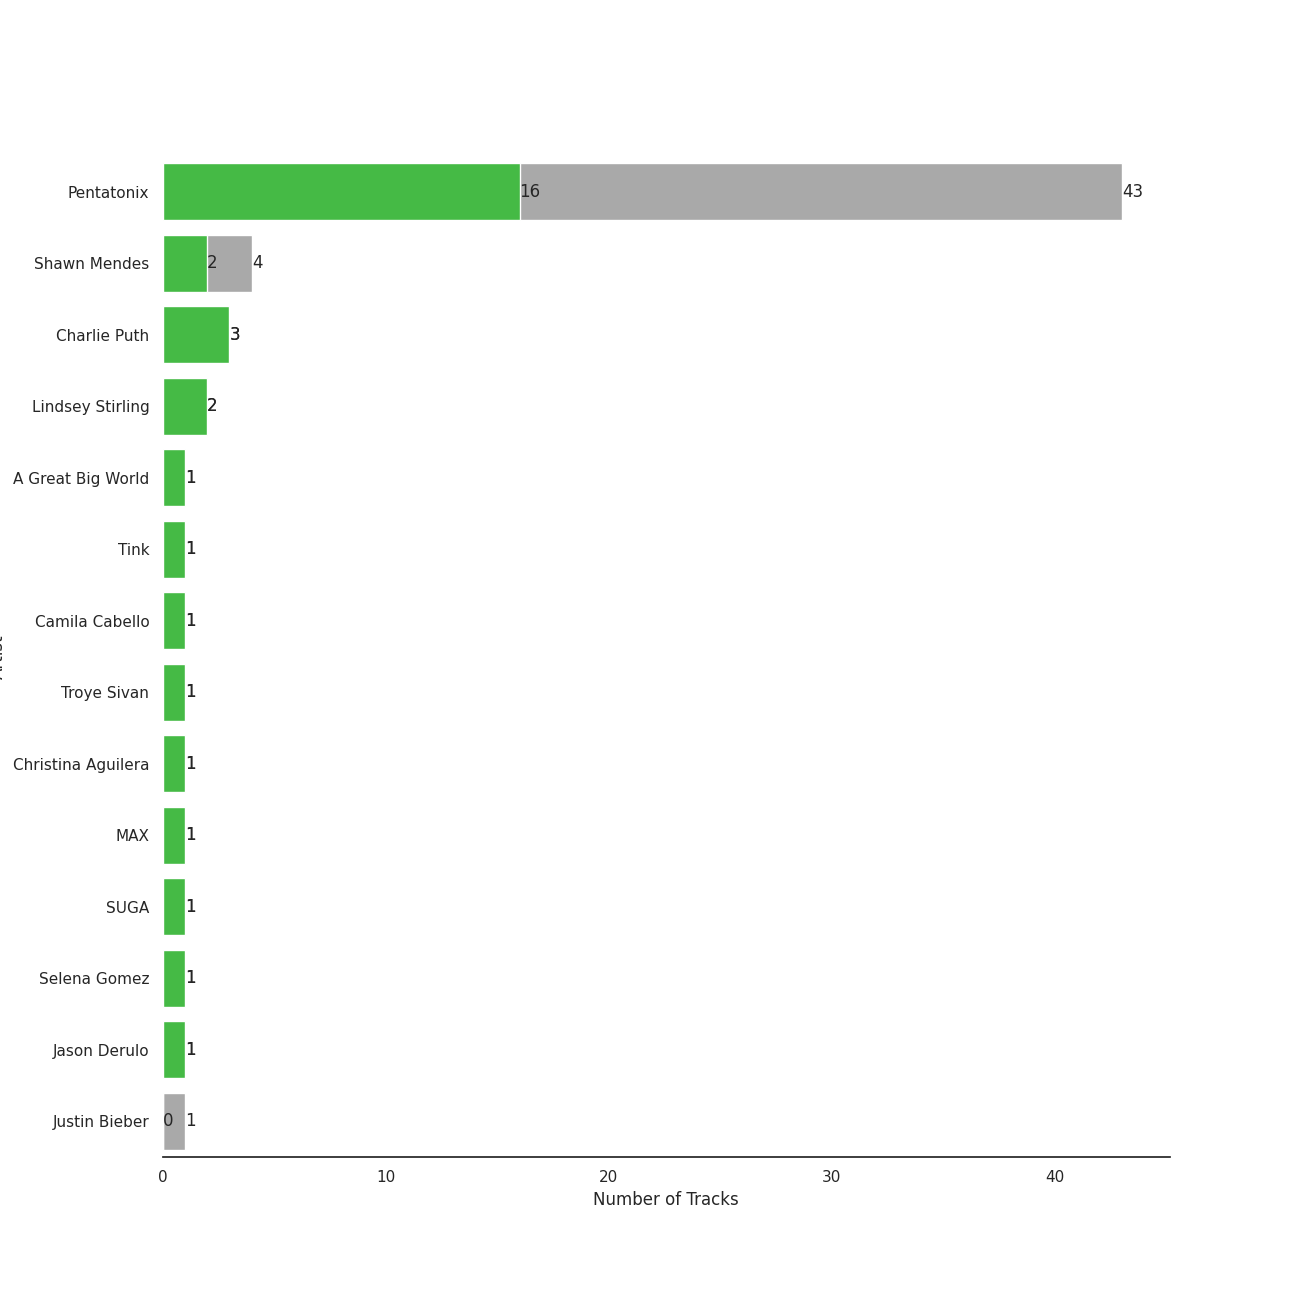 Pentatonix 16 43
Shawn Mendes 2 4
Charlie Puth 3
Lindsey Stirling 2
A Great Big World 1
Tink 1
Camila Cabello 1
Troye Sivan 1
Christina Aguilera 1
MAX 1
SUGA 1
Selena Gomez 1
Jason Derulo 1
Justin Bieber 0 1
0 10 20 30 40
Number of Tracks